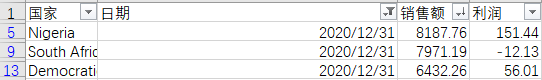 1 国家 日期 销售额 利润
5 Nigeria 2020/12/31 8187.76 151.44
9 South Afric 2020/12/31 7971.19 -12.13
13 Democrati 2020/12/31 6432.26 56.01